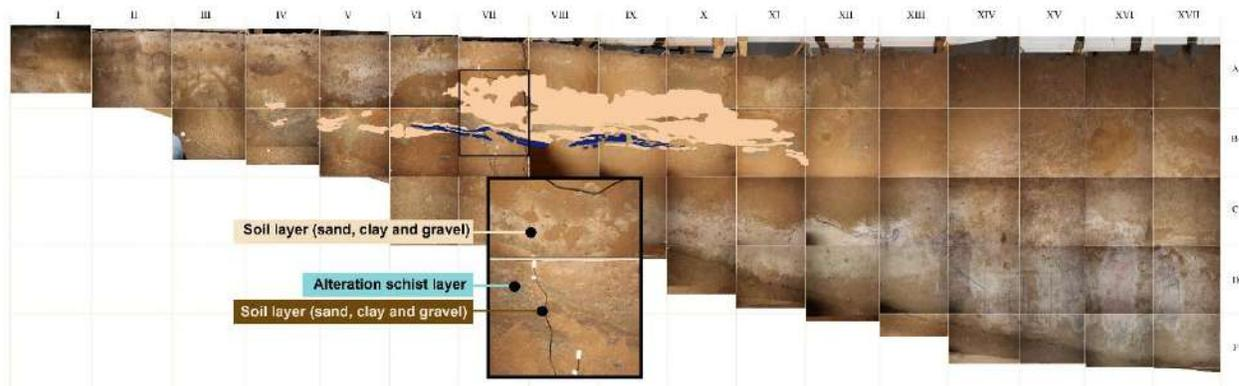 I II III IV V VI VII VIII IX X XI XII XIII XIV XV XVI XVII
A
B
C
Soil layer (sand, clay and gravel)
D
Alteration schist layer
Soil layer (sand, clay and gravel)